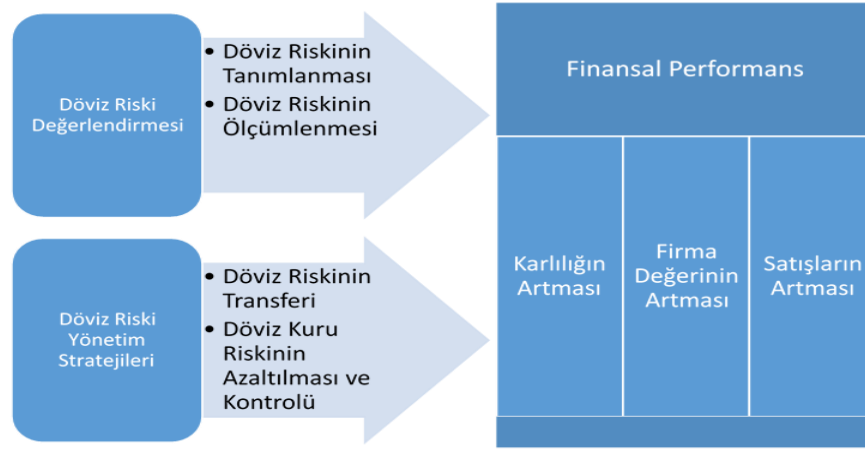 Döviz Riski
Değerlendirmesi
• Döviz Riskinin
Tanımlanması
• Döviz Riskinin
Ölçümlenmesi
Döviz Riski
Yönetim
Stratejileri
• Döviz Riskinin
Transferi
• Döviz Kuru
Riskinin
Azaltılması ve
Kontrolü
Finansal Performans
Karlılığın
Artması
Firma
Değerinin
Artması
Satışların
Artması